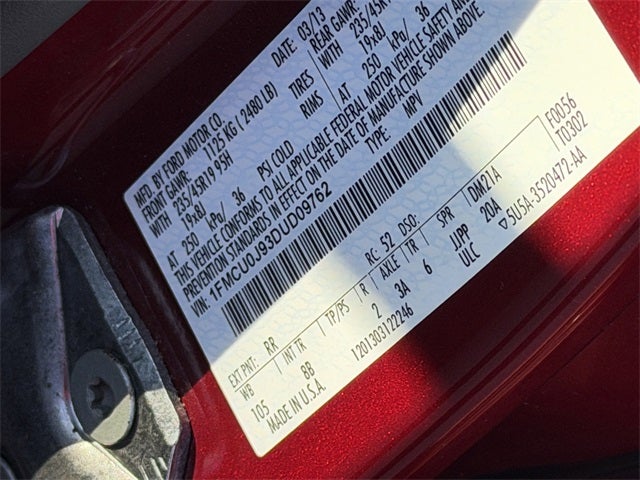 MFD. BY FORD MOTOR CO.
DATE: 03/13
FRONT GAWR: 1125 KG ( 2480 LB)
REAR GAWR:
235/45R19 95H TIRES WITH 235/45R19
19x8J RIMS 19x8J
AT 250 kPa/ 36 PSI COLD AT 250 kPa/ 36
THIS VEHICLE CONFORMS TO ALL APPLICABLE FEDERAL MOTOR VEHICLE SAFETY AND
PREVENTION STANDARDS IN EFFECT ON THE DATE OF MANUFACTURE SHOWN ABOVE.
VIN: 1FMCU0J93DUD09762
TYPE: MPV
F0056
T0302
EXT PNT: RR RC: 52 DSO:
WB INT TR TP/PS R AXLE TR SPR DM21A
105 8B 2 3A 6 JJPP 20A
MADE IN U.S.A. 1201303122246 ULC 5U5A-3520472-AA